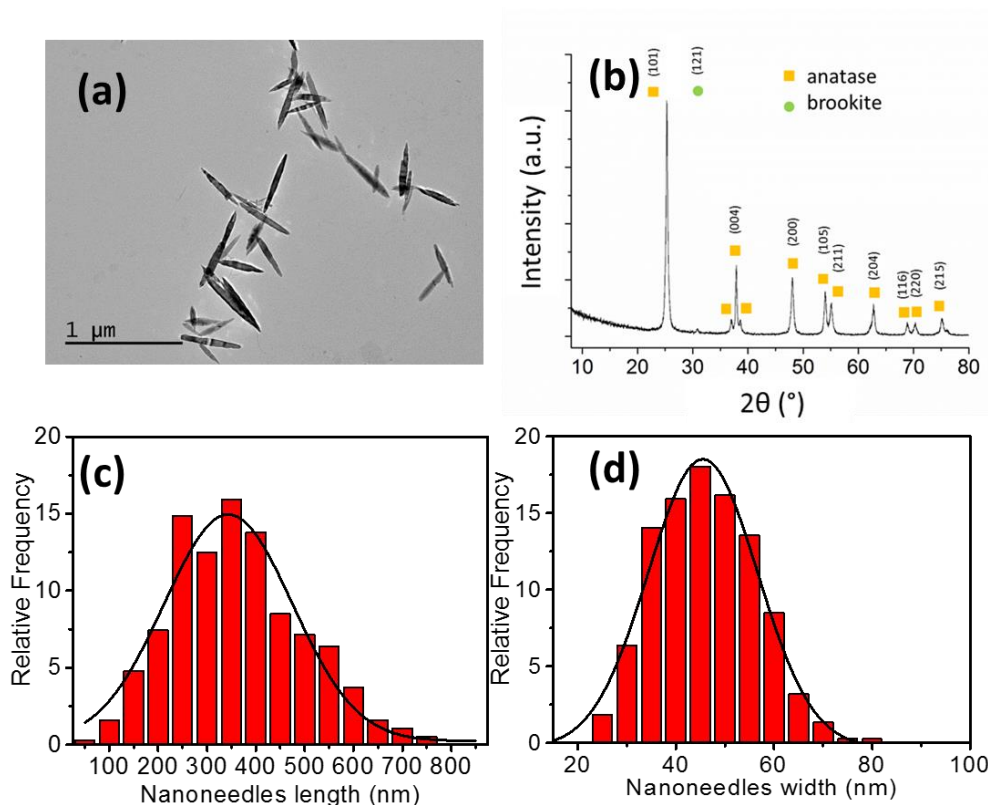 (a)
1 μm
(b)
anatase
brookite
(101)
(121)
(004)
(200)
(105)
(211)
(204)
(116)
(220)
(215)
Intensity (a.u.)
10 20 30 40 50 60 70 80
2θ (°)
(c)
Relative Frequency
20
15
10
5
0
100 200 300 400 500 600 700 800
Nanoneedles length (nm)
(d)
Relative Frequency
20
15
10
5
0
20 40 60 80 100
Nanoneedles width (nm)